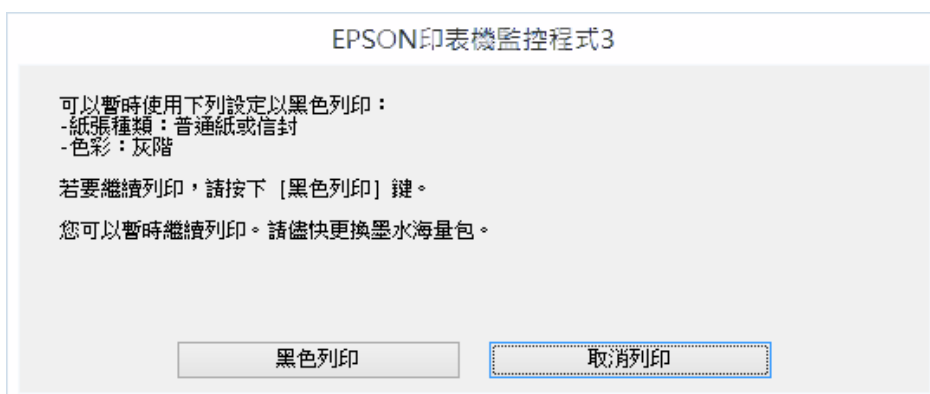 EPSON印表機監控程式3
可以暫時使用下列設定以黑色列印：
-紙張種類：普通紙或信封
-色彩：灰階
若要繼續列印，請按下 [黑色列印] 鍵。
您可以暫時繼續列印。請儘快更換墨水海量包。
黑色列印
取消列印